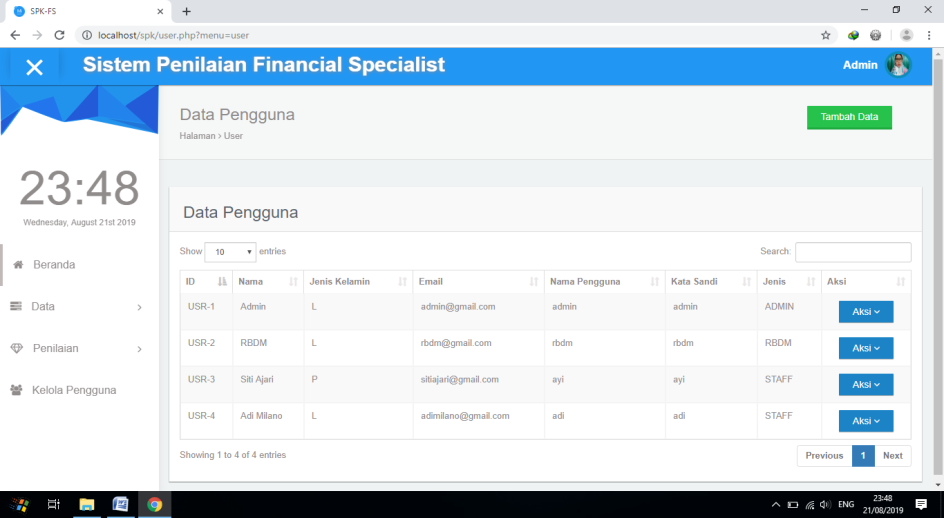 SPK-FS
localhost/spk/user.php?menu=user
Sistem Penilaian Financial Specialist
Admin
Data Pengguna
Halaman > User
Tambah Data
23:48
Wednesday, August 21st 2019
Beranda
Data
Penilaian
Kelola Pengguna
Data Pengguna
Show 10 entries
Search:
ID Nama Jenis Kelamin Email Nama Pengguna Kata Sandi Jenis Aksi
USR-1 Admin L admin@gmail.com admin admin ADMIN Aksi
USR-2 RBDM L rbdm@gmail.com rbdm rbdm RBDM Aksi
USR-3 Siti Ajari P sitiajari@gmail.com ayi ayi STAFF Aksi
USR-4 Adi Milano L adimilano@gmail.com adi adi STAFF Aksi
Showing 1 to 4 of 4 entries
Previous 1 Next
ENG
23:48
21/08/2019